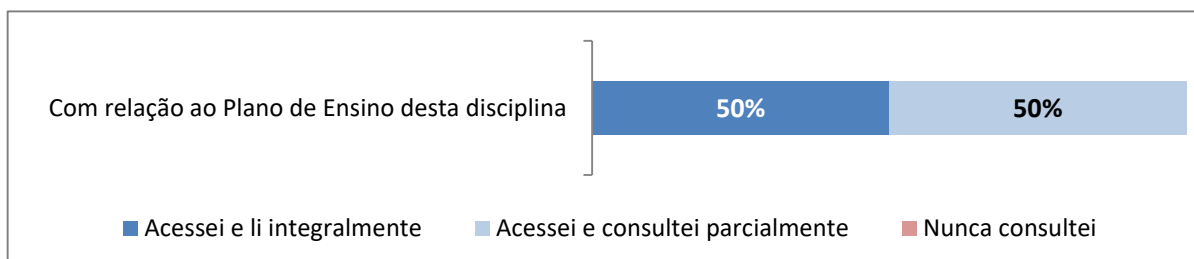 Com relação ao Plano de Ensino desta disciplina
50% 50%
Acessei e li integralmente Acessei e consultei parcialmente Nunca consultei